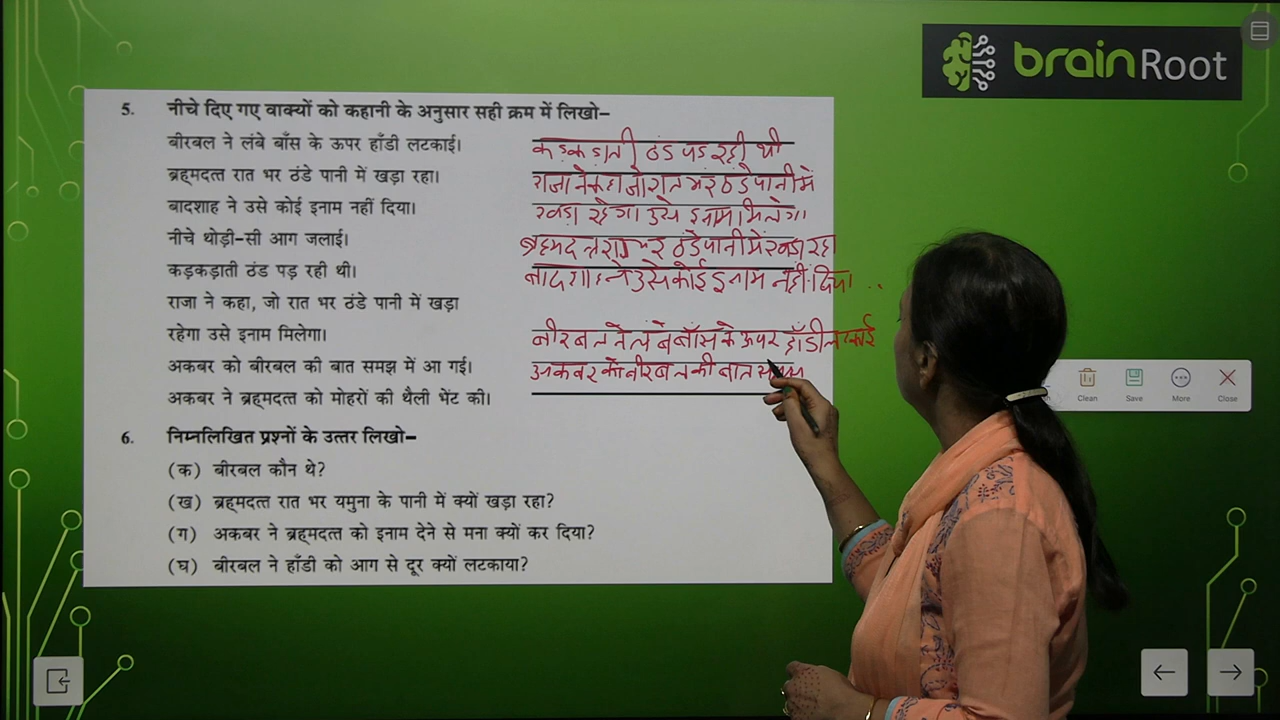 brainRoot
5. नीचे दिए गए वाक्यों को कहानी के अनुसार सही क्रम में लिखो–
बीरबल ने लंबे बाँस के ऊपर हाँडी लटकाई।
ब्रह्मदत्त रात भर ठंडे पानी में खड़ा रहा।
बादशाह ने उसे कोई इनाम नहीं दिया।
नीचे थोड़ी-सी आग जलाई।
कड़कड़ाती ठंड पड़ रही थी।
राजा ने कहा, जो रात भर ठंडे पानी में खड़ा
रहेगा उसे इनाम मिलेगा।
अकबर को बीरबल की बात समझ में आ गई।
अकबर ने ब्रह्मदत्त को मोहरों की थैली भेंट की।
कड़कड़ाती ठंड पड़ रही थी
राजा ने कहा जो रात भर ठंडे पानी में
खड़ा रहेगा उसे इनाम मिलेगा
ब्रह्मदत्त रात भर ठंडे पानी में खड़ा रहा
बादशाह ने उसे कोई इनाम नहीं दिया ..
बीरबल ने लंबे बाँस के ऊपर हाँडी लटकाई
अकबर को बीरबल की बात समझ
6. निम्नलिखित प्रश्नों के उत्तर लिखो–
(क) बीरबल कौन थे?
(ख) ब्रह्मदत्त रात भर यमुना के पानी में क्यों खड़ा रहा?
(ग) अकबर ने ब्रह्मदत्त को इनाम देने से मना क्यों कर दिया?
(घ) बीरबल ने हाँडी को आग से दूर क्यों लटकाया?
Clean Save More Close